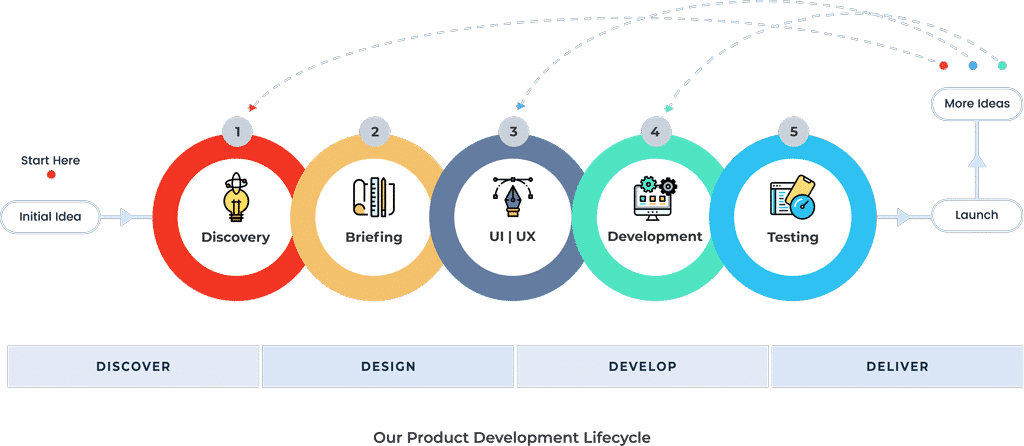 More Ideas
1
2
3
4
5
Start Here
Initial Idea
Discovery
Briefing
UI | UX
Development
Testing
Launch
DISCOVER
DESIGN
DEVELOP
DELIVER
Our Product Development Lifecycle